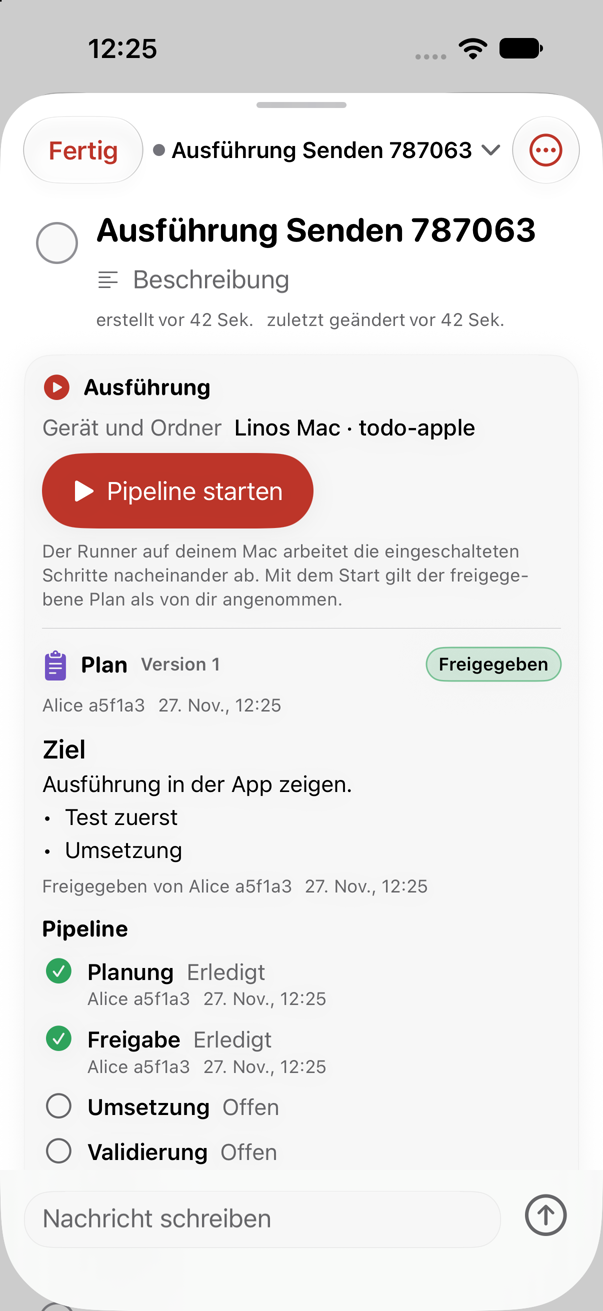 12:25
Fertig
Ausführung Senden 787063
Ausführung Senden 787063
Beschreibung
erstellt vor 42 Sek. zuletzt geändert vor 42 Sek.
Ausführung
Gerät und Ordner Linos Mac · todo-apple
Pipeline starten
Der Runner auf deinem Mac arbeitet die eingeschalteten
Schritte nacheinander ab. Mit dem Start gilt der freigege-
bene Plan als von dir angenommen.
Plan Version 1 Freigegeben
Alice a5f1a3 27. Nov., 12:25
Ziel
Ausführung in der App zeigen.
• Test zuerst
• Umsetzung
Freigegeben von Alice a5f1a3 27. Nov., 12:25
Pipeline
Planung Erledigt
Alice a5f1a3 27. Nov., 12:25
Freigabe Erledigt
Alice a5f1a3 27. Nov., 12:25
Umsetzung Offen
Validierung Offen
Nachricht schreiben